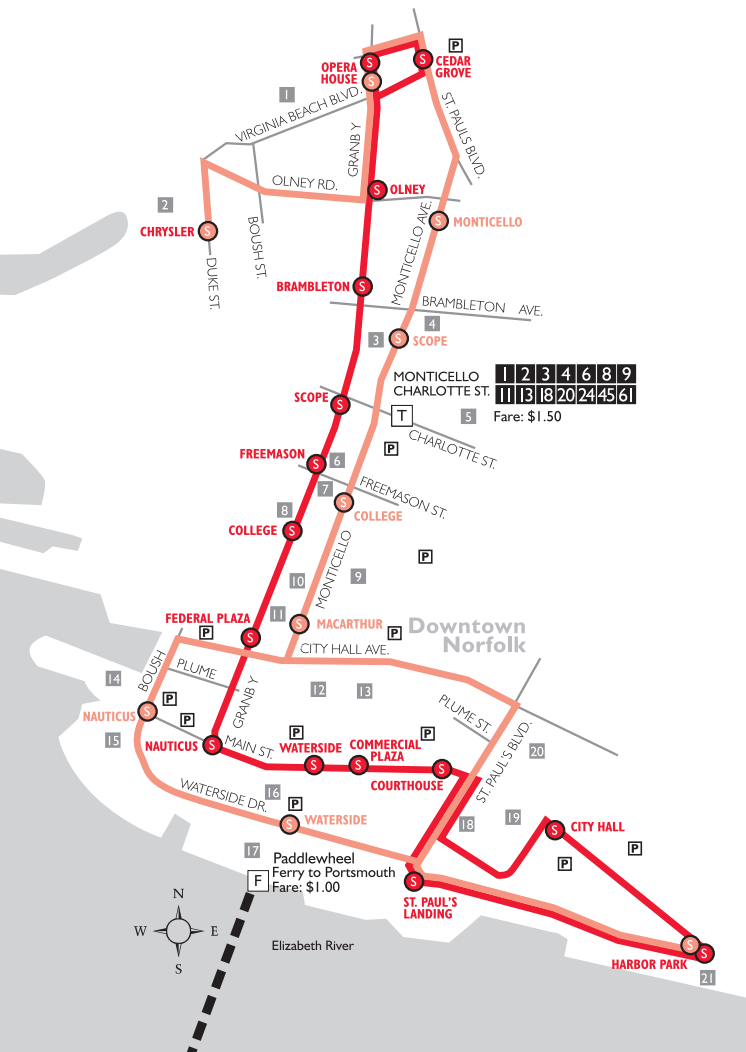 P
S
OPERA
HOUSE
S
S
CEDAR
GROVE
1
VIRGINIA BEACH BLVD.
GRANBY
ST. PAULS BLVD.
OLNEY RD.
S
OLNEY
2
CHRYSLER
S
BOUSH ST.
DUKE ST.
MONTICELLO AVE.
S
MONTICELLO
BRAMBLETON
S
BRAMBLETON AVE.
4
3
S
SCOPE
MONTICELLO
CHARLOTTE ST.
1 2 3 4 6 8 9
11 13 18 20 24 45 61
Fare: $1.50
SCOPE
S
T
5
CHARLOTTE ST.
P
FREEMASON
S
6
7
FREEMASON ST.
S
COLLEGE
8
COLLEGE
S
MONTICELLO
P
9
10
11
S
MACARTHUR
FEDERAL PLAZA
P
S
P
Downtown
Norfolk
CITY HALL AVE.
BOUSH
PLUME
GRANBY
14
12
13
P
NAUTICUS
S
P
15
NAUTICUS
S
MAIN ST.
P
WATERSIDE
S
COMMERCIAL
PLAZA
S
P
PLUME ST.
ST. PAUL'S BLVD.
20
COURTHOUSE
S
WATERSIDE DR.
16
P
S
WATERSIDE
18
19
S
CITY HALL
P
P
17
F
Paddlewheel
Ferry to Portsmouth
Fare: $1.00
S
ST. PAUL'S
LANDING
N
W
E
S
Elizabeth River
S
S
HARBOR PARK
21